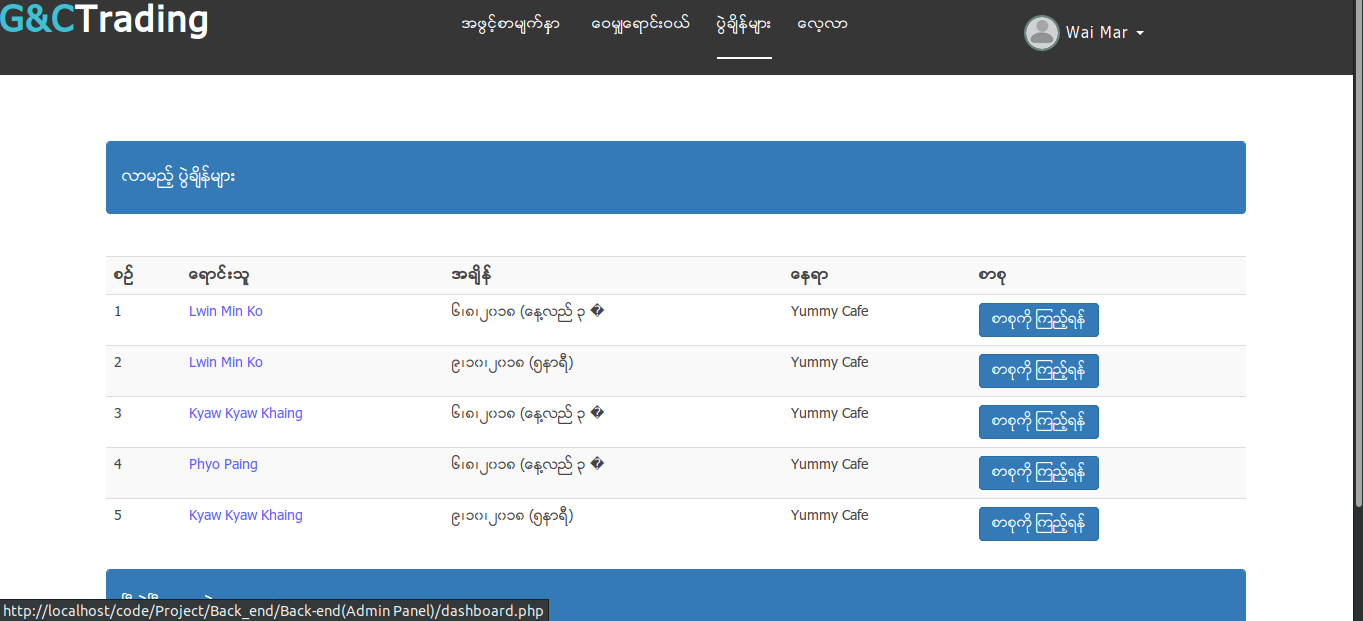 G&CTrading
အဖွင့်စာမျက်နှာ ဝေမျှရောင်းဝယ် ပွဲချိန်များ လေ့လာ
Wai Mar
လာမည့် ပွဲချိန်များ
စဉ် ရောင်းသူ အချိန် နေရာ စာစု
1 Lwin Min Ko ၆၊၈၊၂၀၁၈ (နေ့လည် ၃ � Yummy Cafe စာစုကို ကြည့်ရန်
2 Lwin Min Ko ၉၊၁၀၊၂၀၁၈ (၅နာရီ) Yummy Cafe စာစုကို ကြည့်ရန်
3 Kyaw Kyaw Khaing ၆၊၈၊၂၀၁၈ (နေ့လည် ၃ � Yummy Cafe စာစုကို ကြည့်ရန်
4 Phyo Paing ၆၊၈၊၂၀၁၈ (နေ့လည် ၃ � Yummy Cafe စာစုကို ကြည့်ရန်
5 Kyaw Kyaw Khaing ၉၊၁၀၊၂၀၁၈ (၅နာရီ) Yummy Cafe စာစုကို ကြည့်ရန်
http://localhost/code/Project/Back_end/Back-end(Admin Panel)/dashboard.php